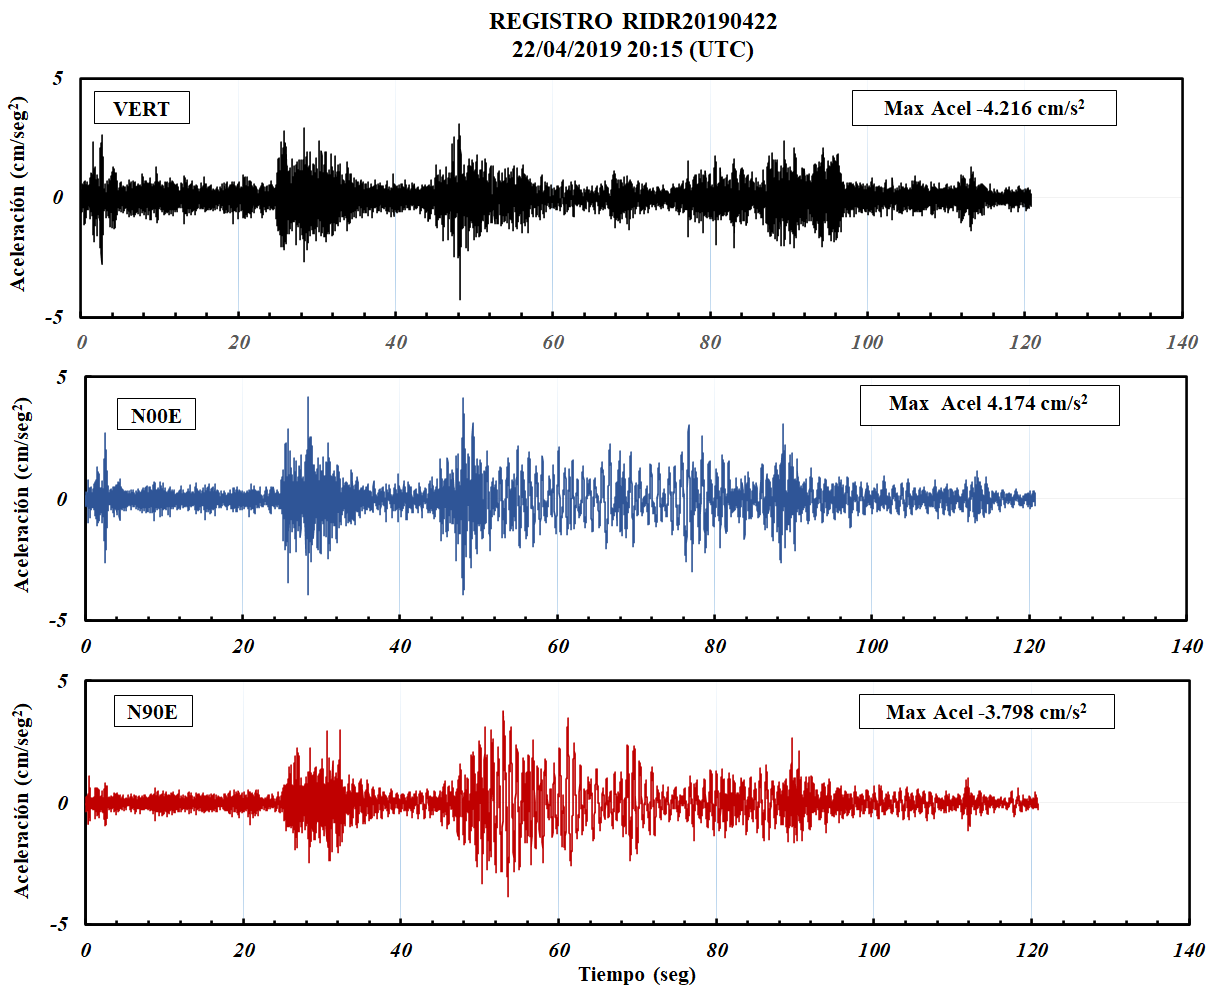 REGISTRO RIDR20190422
22/04/2019 20:15 (UTC)
Aceleración (cm/seg²)
5
0
-5
VERT
Max Acel -4.216 cm/s²
0 20 40 60 80 100 120 140
Aceleración (cm/seg²)
5
0
-5
N00E
Max Acel 4.174 cm/s²
0 20 40 60 80 100 120 140
Aceleración (cm/seg²)
5
0
-5
N90E
Max Acel -3.798 cm/s²
0 20 40 60 80 100 120 140
Tiempo (seg)